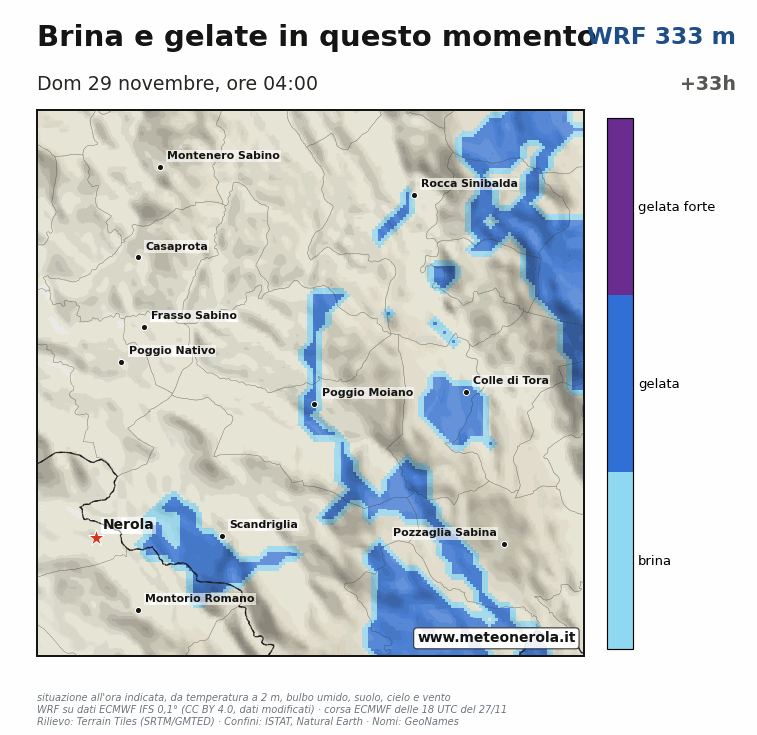 Brina e gelate in questo momento
WRF 333 m
Dom 29 novembre, ore 04:00
+33h
Montenero Sabino
Rocca Sinibalda
gelata forte
Casaprota
Frasso Sabino
Poggio Nativo
Colle di Tora
gelata
Poggio Moiano
Nerola
Scandriglia
Pozzaglia Sabina
brina
Montorio Romano
www.meteonerola.it
situazione all'ora indicata, da temperatura a 2 m, bulbo umido, suolo, cielo e vento
WRF su dati ECMWF IFS 0,1° (CC BY 4.0, dati modificati) · corsa ECMWF delle 18 UTC del 27/11
Rilievo: Terrain Tiles (SRTM/GMTED) · Confini: ISTAT, Natural Earth · Nomi: GeoNames